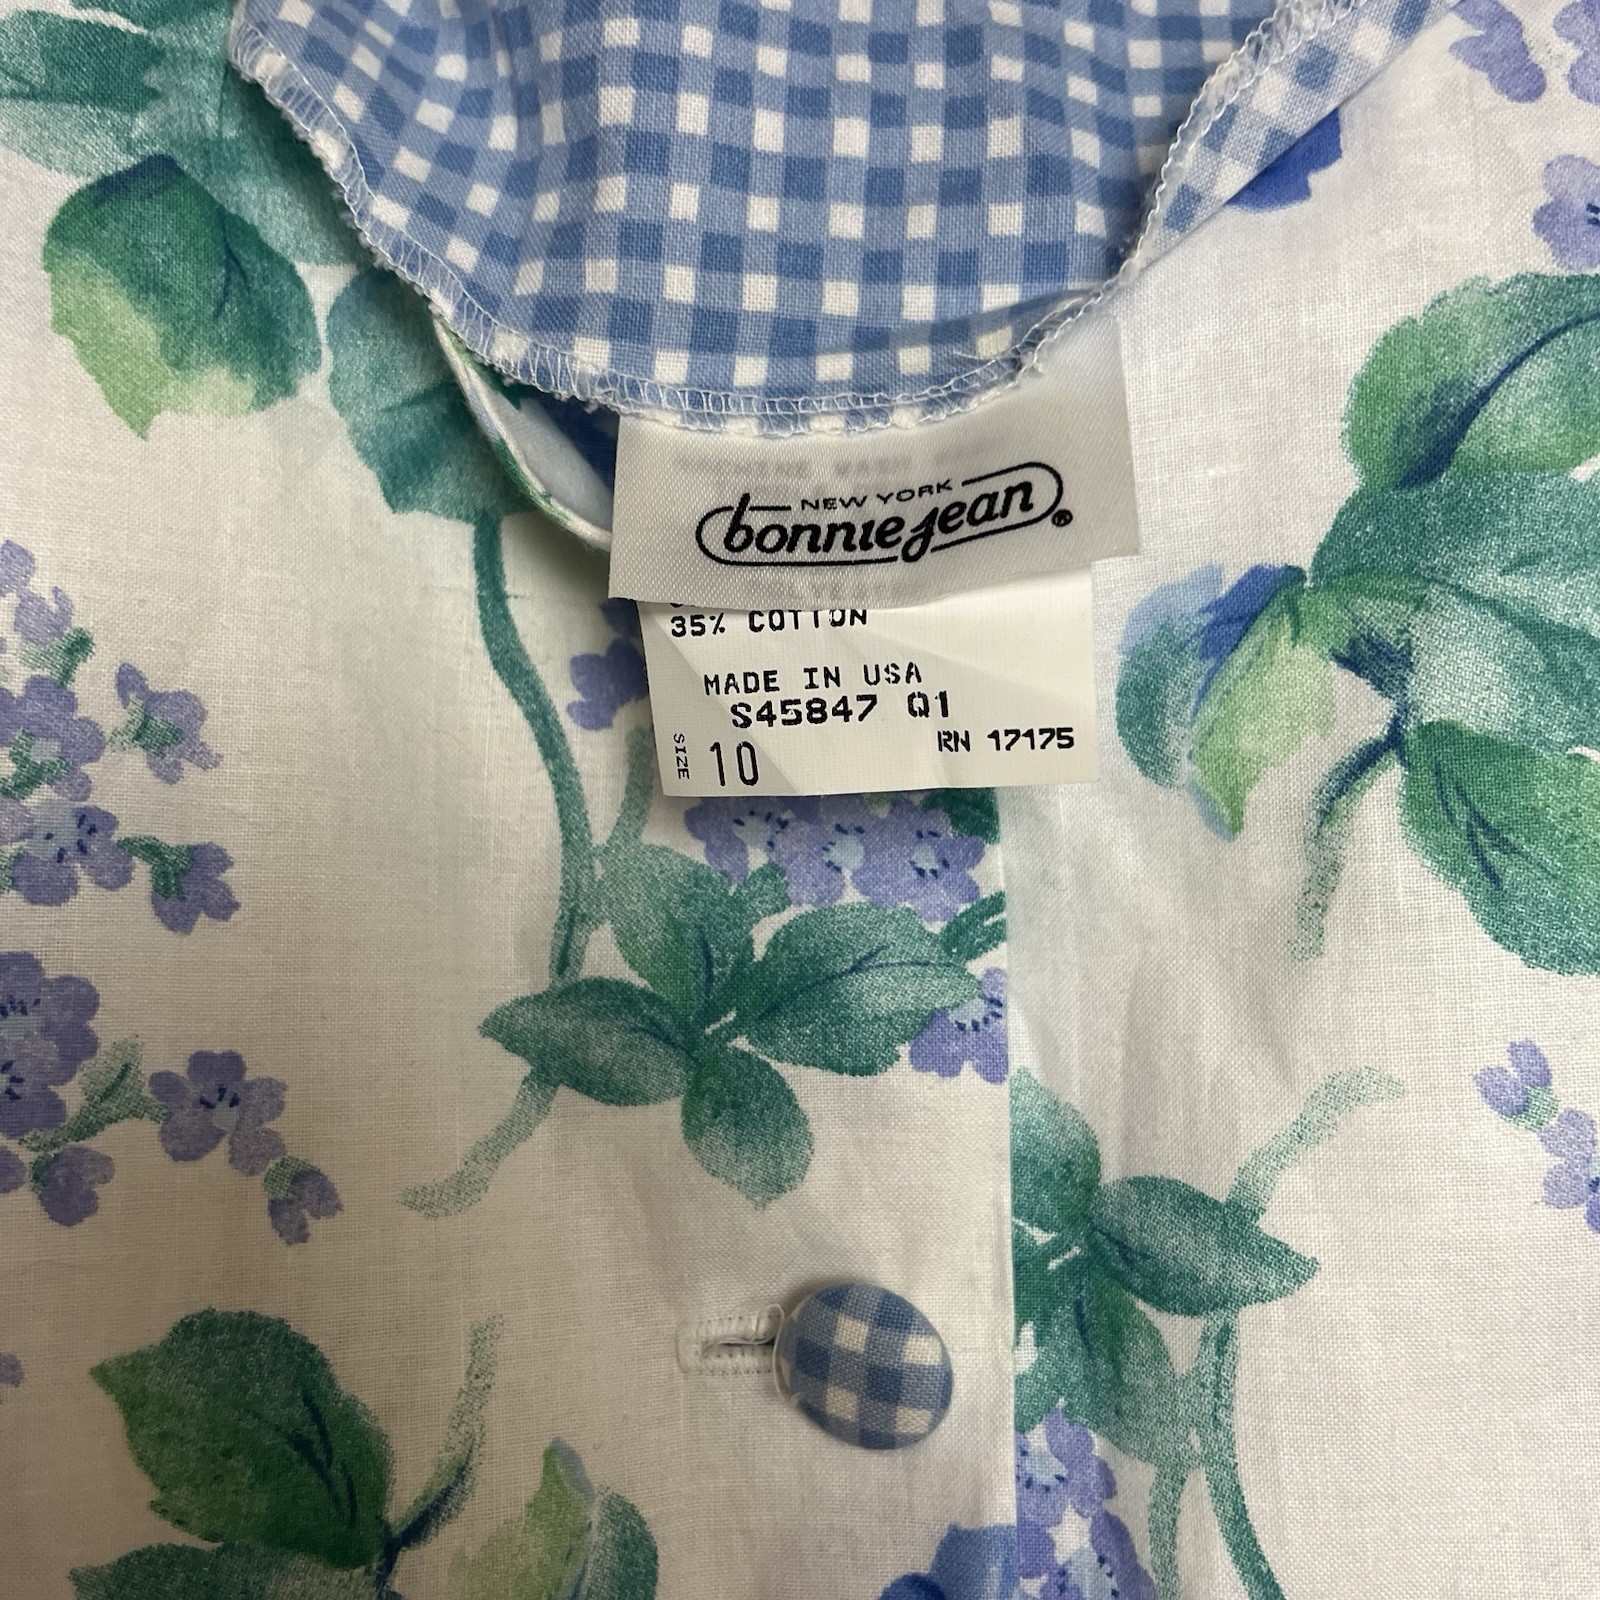 NEW YORK
bonnie jean®
35% COTTON
MADE IN USA
S45847 Q1
SIZE 10
RN 17175